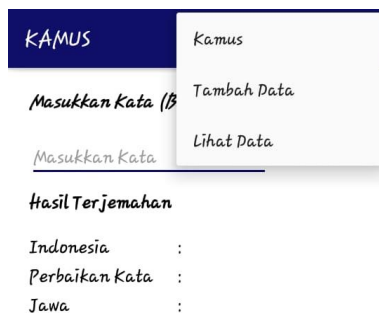 KAMUS
Kamus
Tambah Data
Lihat Data
Masukkan Kata (B
Masukkan Kata
Hasil Terjemahan
Indonesia :
Perbaikan Kata :
Jawa :